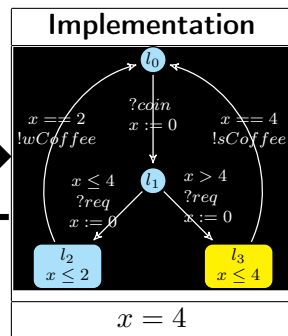 Implementation
l₀
?coin
x := 0
x == 2
!wCoffee
x == 4
!sCoffee
l₁
x ≤ 4
?req
x := 0
x > 4
?req
x := 0
l₂
x ≤ 2
l₃
x ≤ 4
x = 4